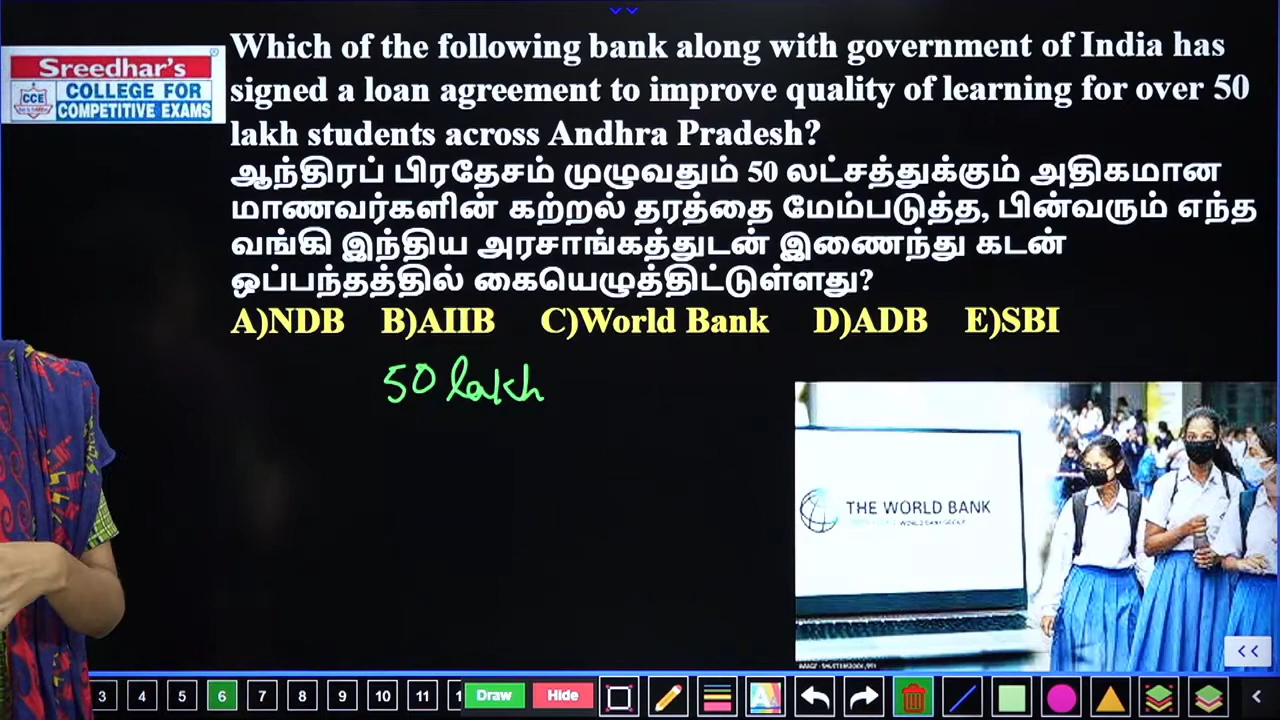 Sreedhar's
CCE
COLLEGE FOR
COMPETITIVE EXAMS
Which of the following bank along with government of India has
signed a loan agreement to improve quality of learning for over 50
lakh students across Andhra Pradesh?
ஆந்திரப் பிரதேசம் முழுவதும் 50 லட்சத்துக்கும் அதிகமான
மாணவர்களின் கற்றல் தரத்தை மேம்படுத்த, பின்வரும் எந்த
வங்கி இந்திய அரசாங்கத்துடன் இணைந்து கடன்
ஒப்பந்தத்தில் கையெழுத்திட்டுள்ளது?
A)NDB B)AIIB C)World Bank D)ADB E)SBI
50 lakh
THE WORLD BANK
WORLD BANK GROUP
3 4 5 6 7 8 9 10 11 1 Draw Hide